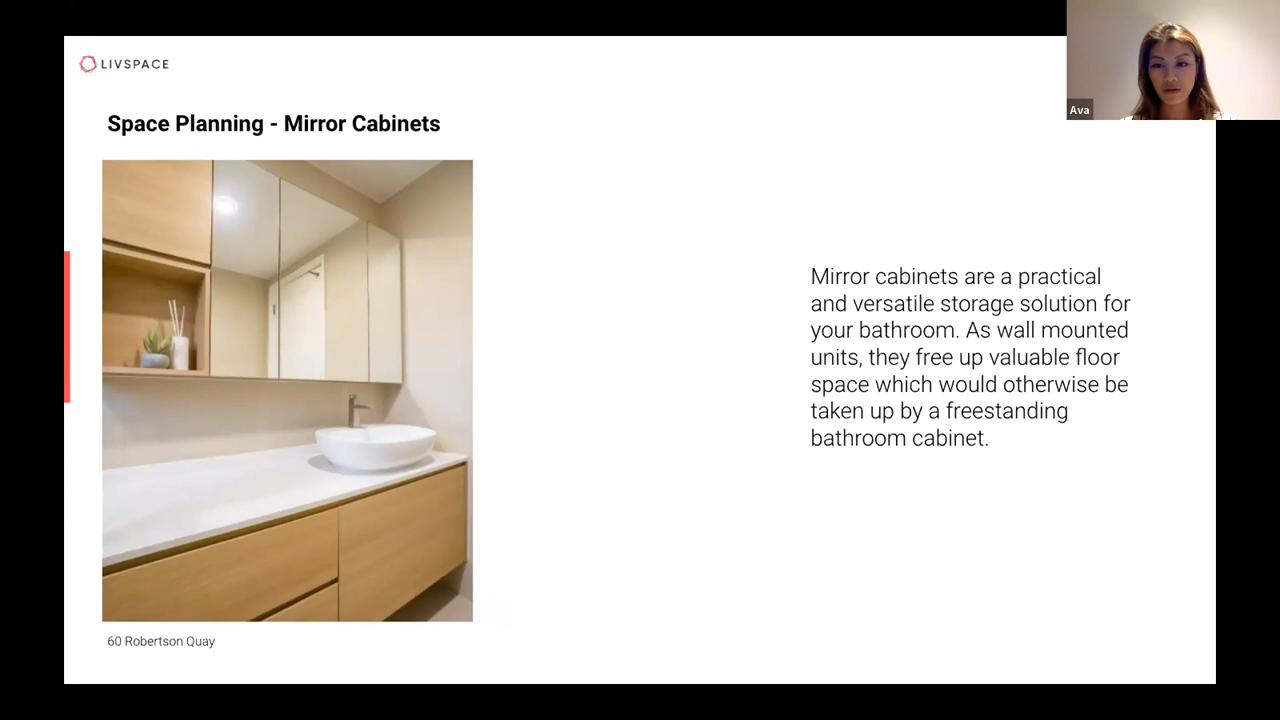 LIVSPACE
Ava
Space Planning - Mirror Cabinets
Mirror cabinets are a practical
and versatile storage solution for
your bathroom. As wall mounted
units, they free up valuable floor
space which would otherwise be
taken up by a freestanding
bathroom cabinet.
60 Robertson Quay